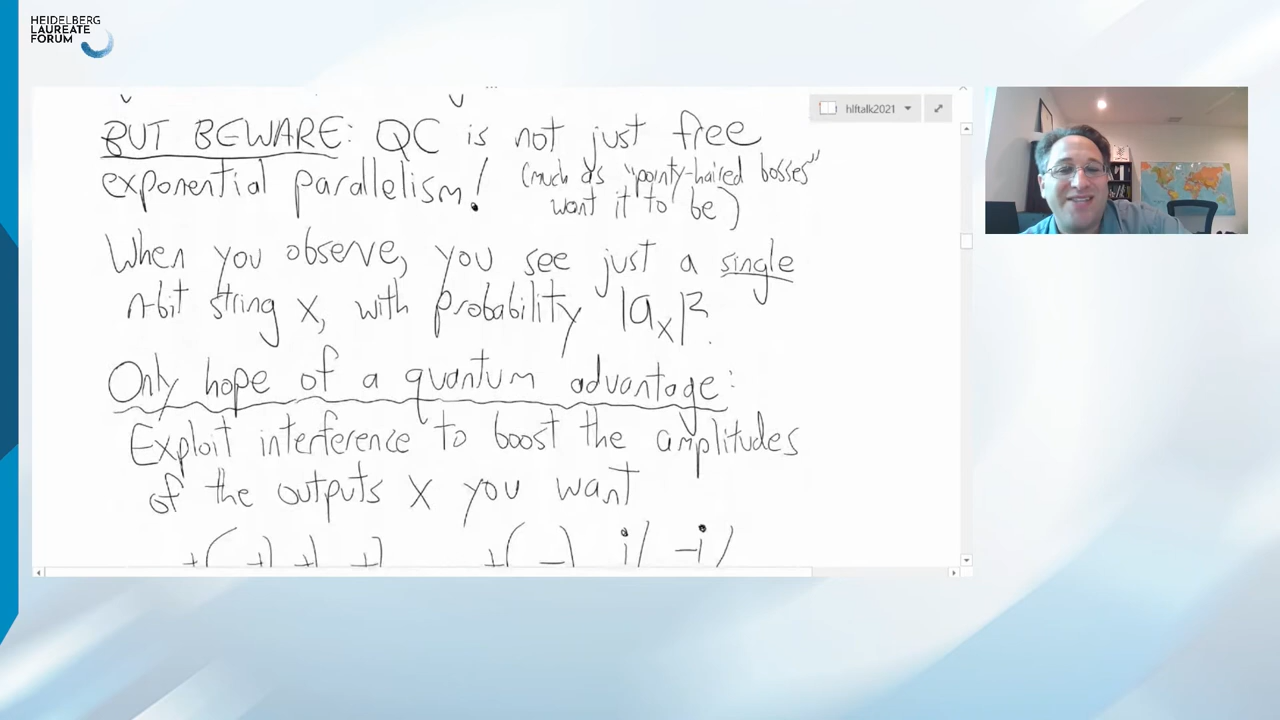 HEIDELBERG
LAUREATE
FORUM
hlftalk2021
BUT BEWARE: QC is not just free
exponential parallelism! (much as "pointy-haired bosses"
want it to be)
When you observe, you see just a single
n-bit string x, with probability |aₓ|².
Only hope of a quantum advantage:
Exploit interference to boost the amplitudes
of the outputs x you want